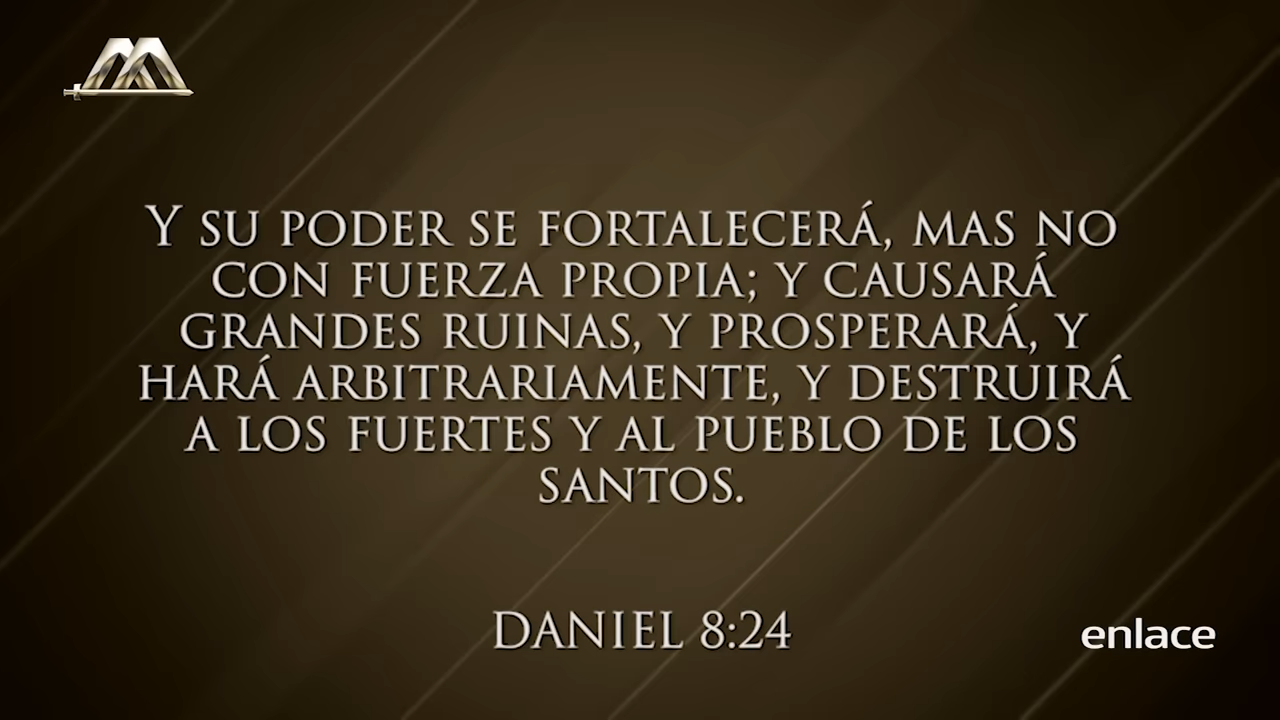 Y SU PODER SE FORTALECERÁ, MAS NO
CON FUERZA PROPIA; Y CAUSARÁ
GRANDES RUINAS, Y PROSPERARÁ, Y
HARÁ ARBITRARIAMENTE, Y DESTRUIRÁ
A LOS FUERTES Y AL PUEBLO DE LOS
SANTOS.
DANIEL 8:24
enlace